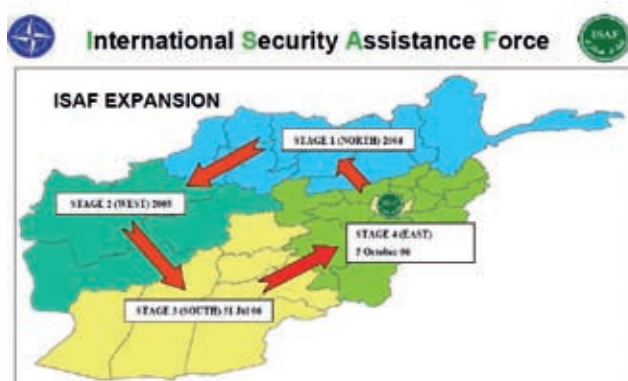 International Security Assistance Force
ISAF
ISAF EXPANSION
STAGE 1 (NORTH) 2004
STAGE 2 (WEST) 2005
STAGE 4 (EAST)
5 October 06
STAGE 3 (SOUTH) 31 Jul 06